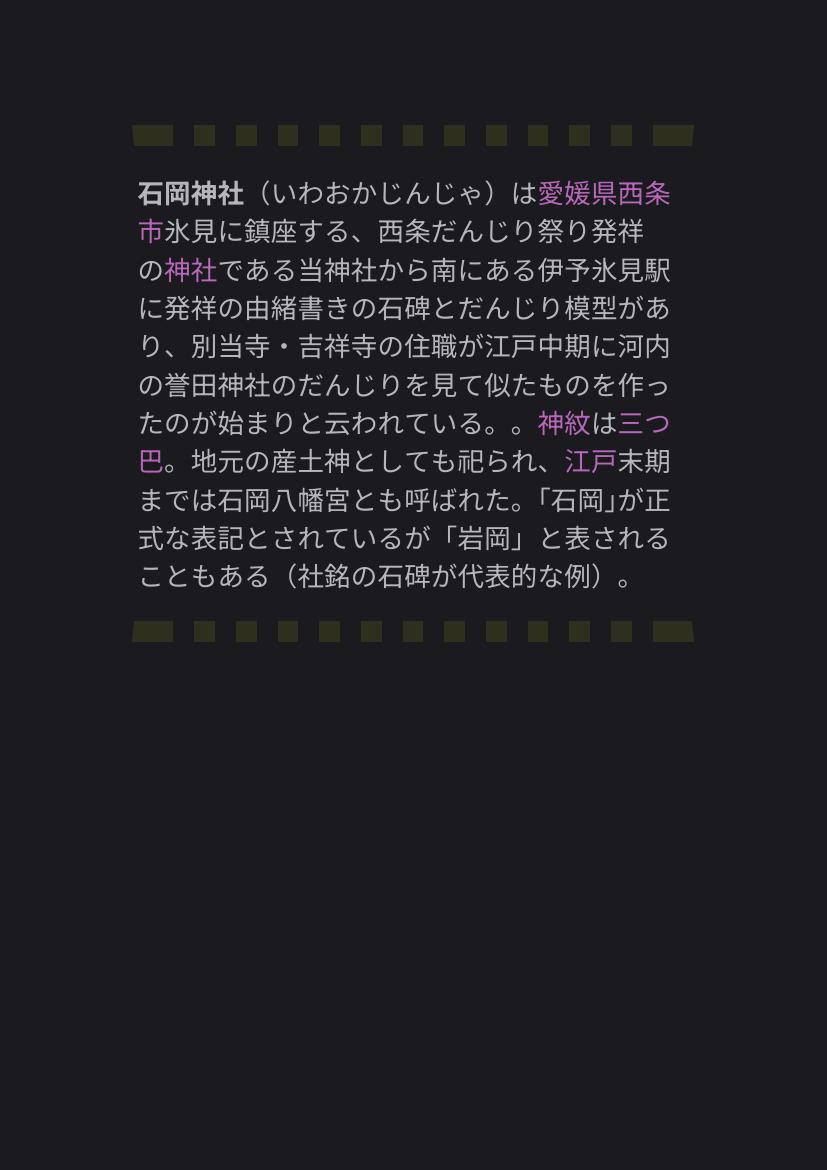 石岡神社（いわおかじんじゃ）は愛媛県西条
市氷見に鎮座する、西条だんじり祭り発祥
の神社である当神社から南にある伊予氷見駅
に発祥の由緒書きの石碑とだんじり模型があ
り、別当寺・吉祥寺の住職が江戸中期に河内
の誉田神社のだんじりを見て似たものを作っ
たのが始まりと云われている。。神紋は三つ
巴。地元の産土神としても祀られ、江戸末期
までは石岡八幡宮とも呼ばれた。「石岡」が正
式な表記とされているが「岩岡」と表される
こともある（社銘の石碑が代表的な例）。